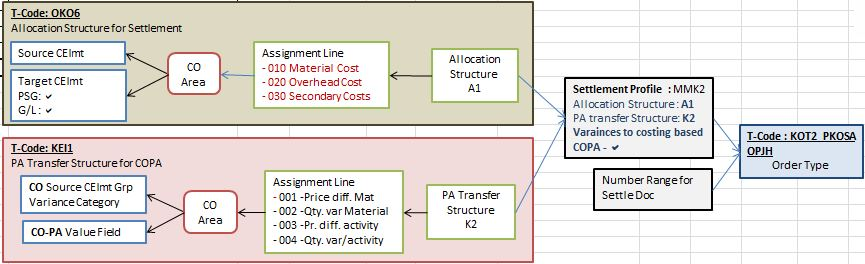 T-Code: OKO6
Allocation Structure for Settlement
Source CElmt
Target CElmt
PSG: ✓
G/L: ✓
CO
Area
Assignment Line
- 010 Material Cost
- 020 Overhead Cost
- 030 Secondary Costs
Allocation
Structure
A1
T-Code: KEI1
PA Transfer Structure for COPA
CO Source CElmt Grp
Variance Category
CO-PA Value Field
CO
Area
Assignment Line
- 001 -Price diff. Mat
- 002 -Qty. var Material
- 003 -Pr. diff. activity
- 004 -Qty. var/activity
PA Transfer
Structure
K2
Settlement Profile : MMK2
Allocation Structure: A1
PA transfer Structure: K2
Varainces to costing based
COPA - ✓
Number Range for
Settle Doc
T-Code : KOT2_PKOSA
OPJH
Order Type